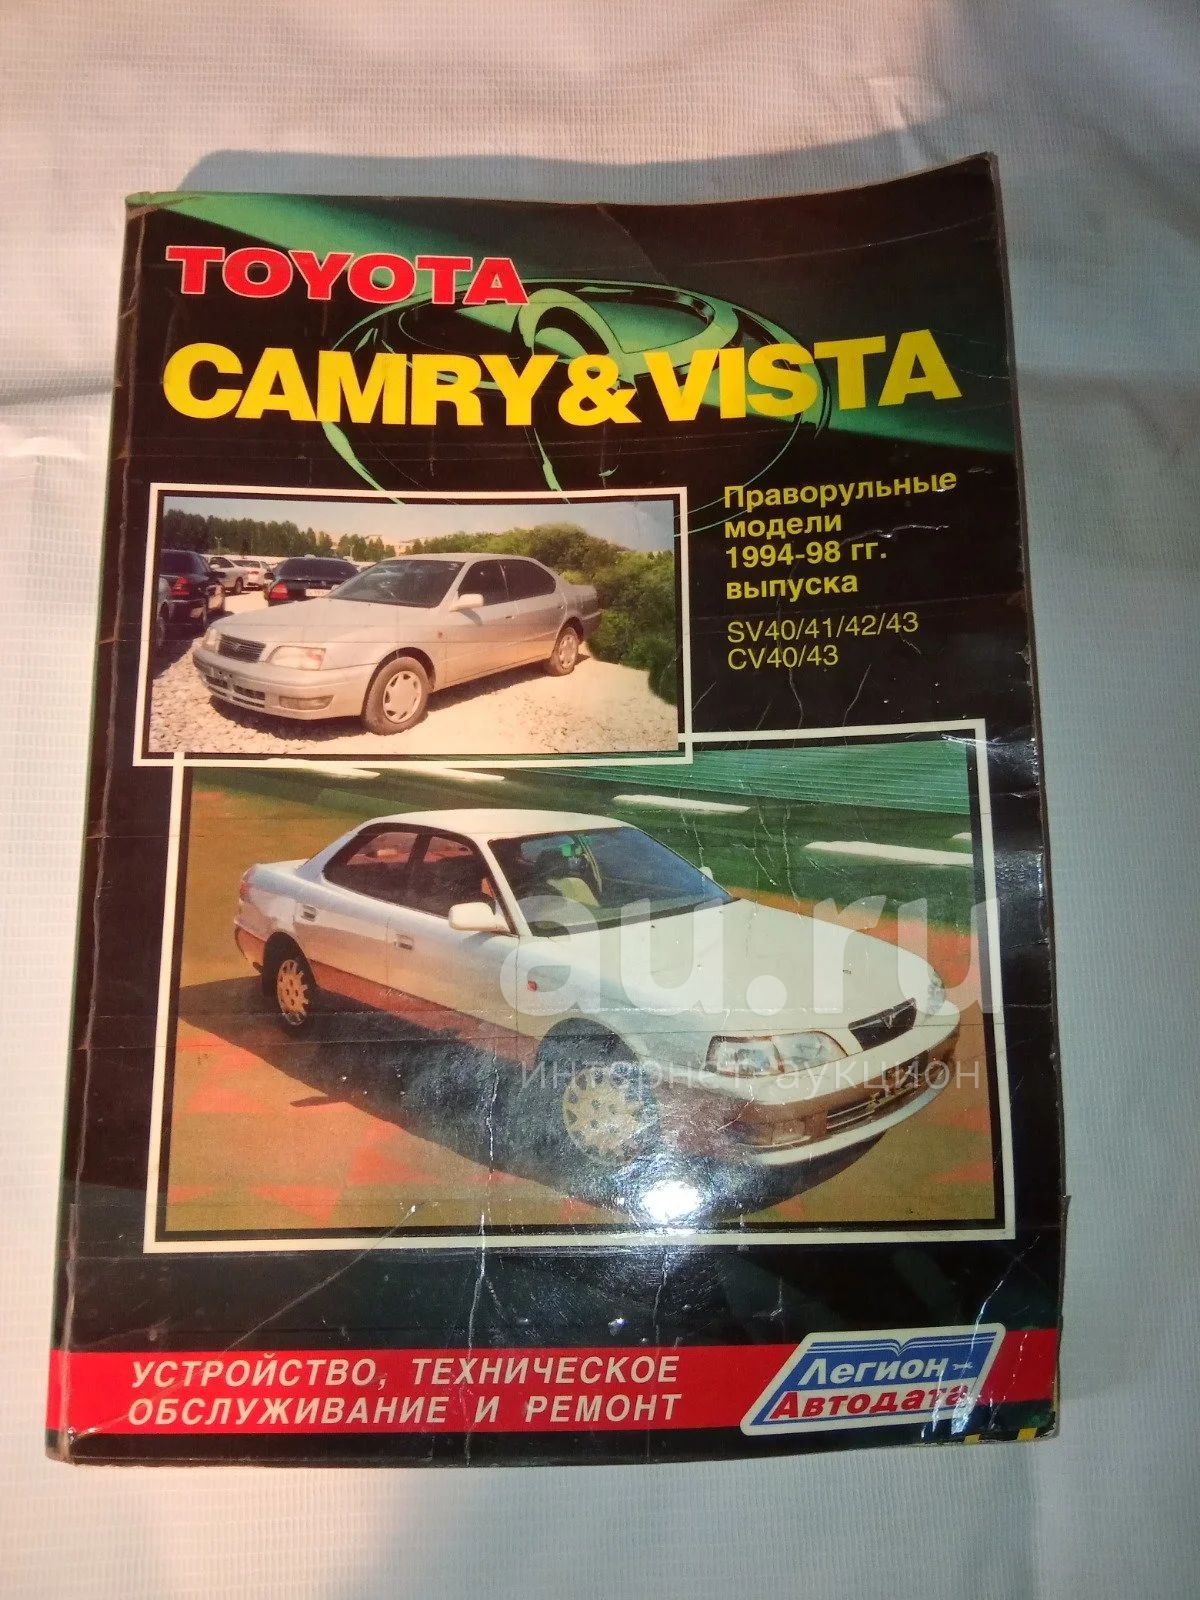 TOYOTA
CAMRY & VISTA
Праворульные
модели
1994-98 гг.
выпуска
SV40/41/42/43
CV40/43
au.ru
интернет аукцион
УСТРОЙСТВО, ТЕХНИЧЕСКОЕ
ОБСЛУЖИВАНИЕ И РЕМОНТ
Легион-
Автодата